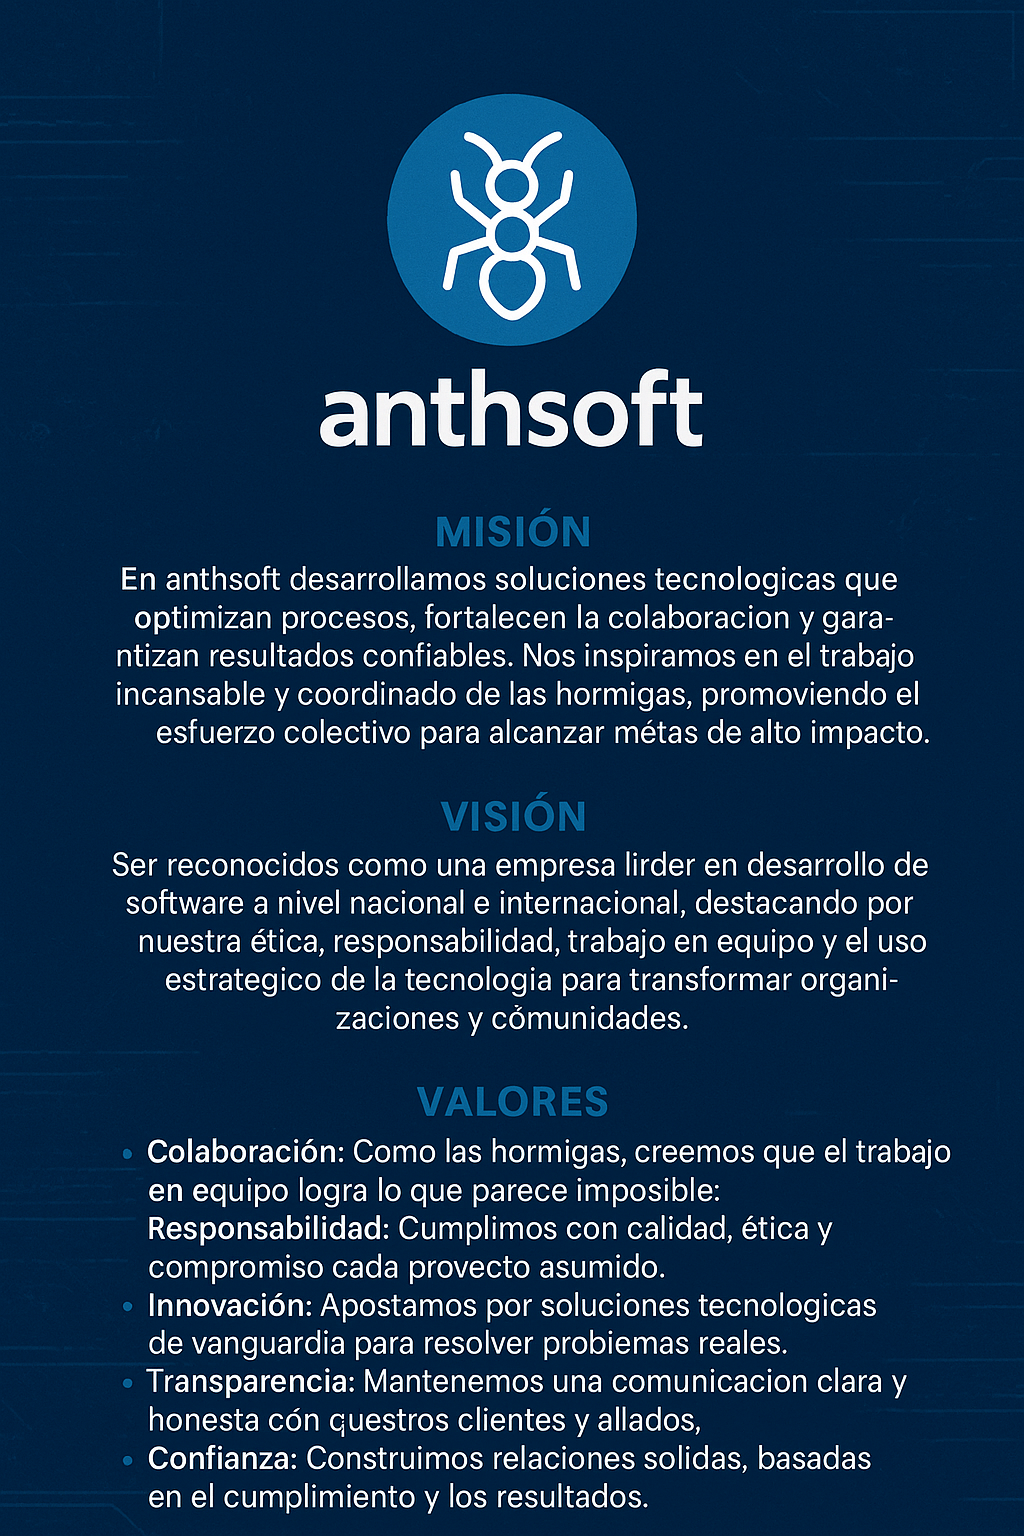 anthsoft
MISIÓN
En anthsoft desarrollamos soluciones tecnologicas que
optimizan procesos, fortalecen la colaboracion y gara-
ntizan resultados confiables. Nos inspiramos en el trabajo
incansable y coordinado de las hormigas, promoviendo el
esfuerzo colectivo para alcanzar métas de alto impacto.
VISIÓN
Ser reconocidos como una empresa lirder en desarrollo de
software a nivel nacional e internacional, destacando por
nuestra ética, responsabilidad, trabajo en equipo y el uso
estrategico de la tecnologia para transformar organi-
zaciones y cómunidades.
VALORES
• Colaboración: Como las hormigas, creemos que el trabajo
en equipo logra lo que parece imposible:
Responsabilidad: Cumplimos con calidad, ética y
compromiso cada provecto asumido.
• Innovación: Apostamos por soluciones tecnologicas
de vanguardia para resolver probiemas reales.
• Transparencia: Mantenemos una comunicacion clara y
honesta cón questros clientes y allados,
• Confianza: Construimos relaciones solidas, basadas
en el cumplimiento y los resultados.